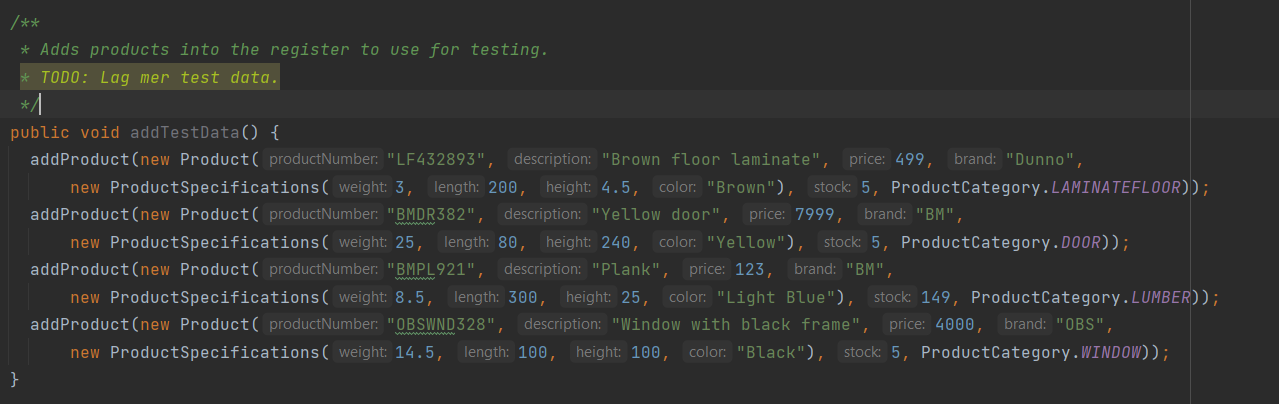 /**
* Adds products into the register to use for testing.
* TODO: Lag mer test data.
*/
public void addTestData() {
addProduct(new Product( productNumber: "LF432893", description: "Brown floor laminate", price: 499, brand: "Dunno",
new ProductSpecifications( weight: 3, length: 200, height: 4.5, color: "Brown"), stock: 5, ProductCategory.LAMINATEFLOOR));
addProduct(new Product( productNumber: "BMDR382", description: "Yellow door", price: 7999, brand: "BM",
new ProductSpecifications( weight: 25, length: 80, height: 240, color: "Yellow"), stock: 5, ProductCategory.DOOR));
addProduct(new Product( productNumber: "BMPL921", description: "Plank", price: 123, brand: "BM",
new ProductSpecifications( weight: 8.5, length: 300, height: 25, color: "Light Blue"), stock: 149, ProductCategory.LUMBER));
addProduct(new Product( productNumber: "OBSWND328", description: "Window with black frame", price: 4000, brand: "OBS",
new ProductSpecifications( weight: 14.5, length: 100, height: 100, color: "Black"), stock: 5, ProductCategory.WINDOW));
}